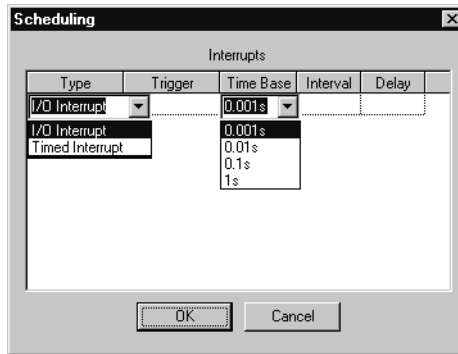 Scheduling
Interrupts
Type Trigger Time Base Interval Delay
I/O Interrupt 0.001s
I/O Interrupt 0.001s
Timed Interrupt 0.01s
0.1s
1s
OK Cancel